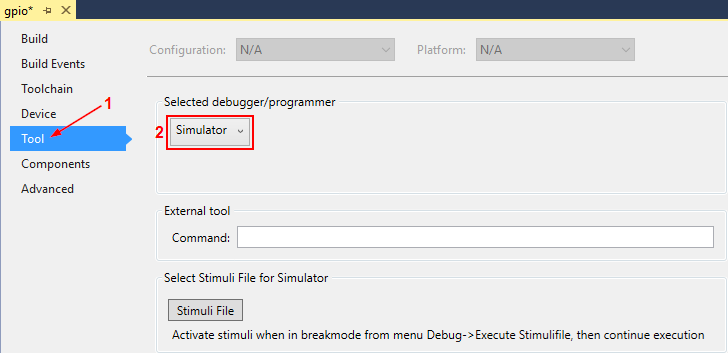 gpio*
Build
Build Events
Toolchain
Device
Tool
Components
Advanced
1
Configuration: N/A Platform: N/A
Selected debugger/programmer
2 Simulator
External tool
Command:
Select Stimuli File for Simulator
Stimuli File
Activate stimuli when in breakmode from menu Debug->Execute Stimulifile, then continue execution